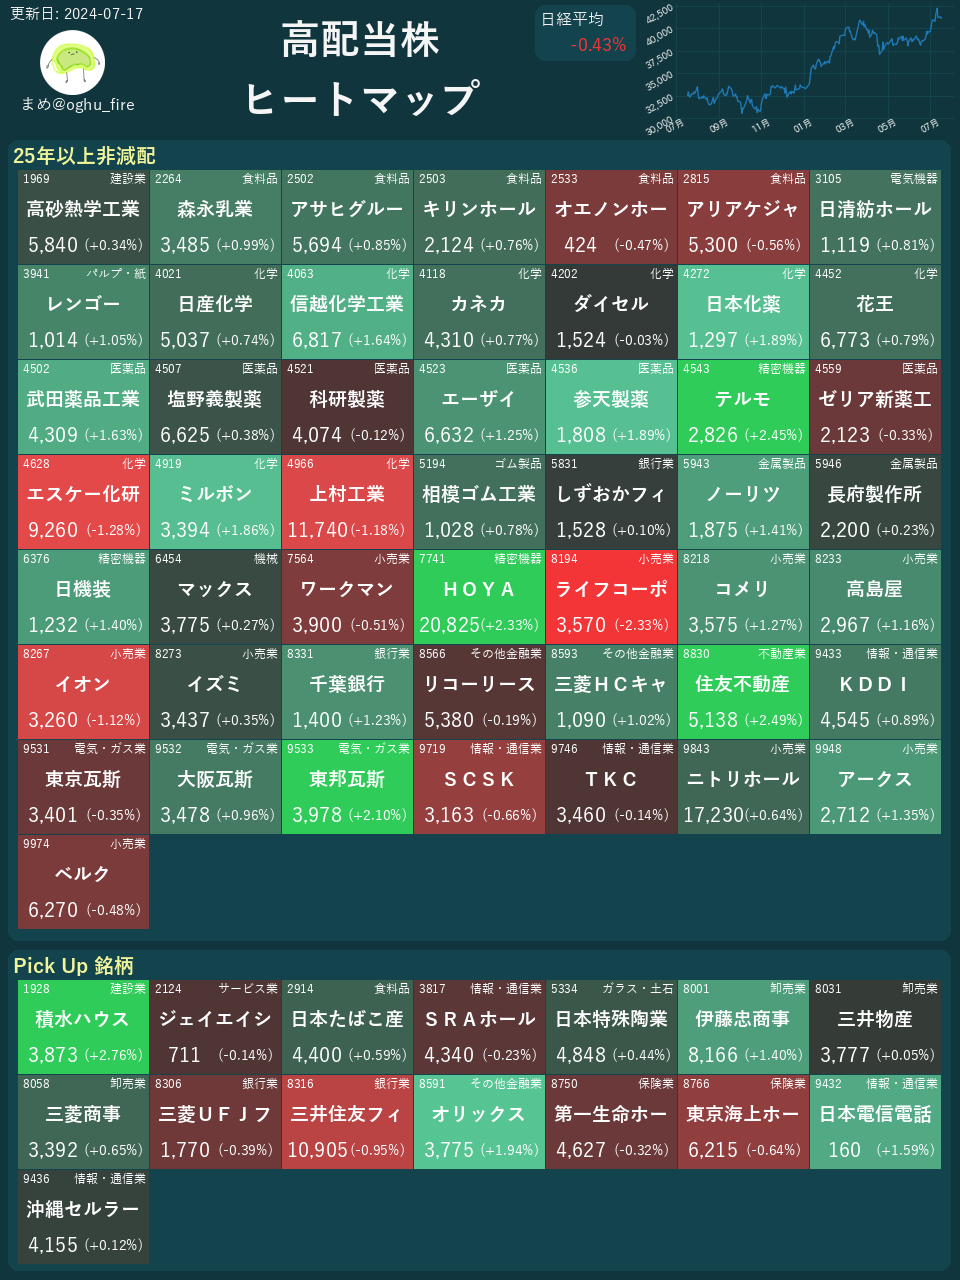 更新日: 2024-07-17
まめ@oghu_fire
高配当株
ヒートマップ
日経平均
-0.43%
42,500
40,000
37,500
35,000
32,500
30,000
07月 09月 11月 01月 03月 05月 07月
25年以上非減配
1969 建設業 2264 食料品 2502 食料品 2503 食料品 2533 食料品 2815 食料品 3105 電気機器
高砂熱学工業 森永乳業 アサヒグルー キリンホール オエノンホー アリアケジャ 日清紡ホール
5,840 (+0.34%) 3,485 (+0.99%) 5,694 (+0.85%) 2,124 (+0.76%) 424 (-0.47%) 5,300 (-0.56%) 1,119 (+0.81%)
3941 パルプ・紙 4021 化学 4063 化学 4118 化学 4202 化学 4272 化学 4452 化学
レンゴー 日産化学 信越化学工業 カネカ ダイセル 日本化薬 花王
1,014 (+1.05%) 5,037 (+0.74%) 6,817 (+1.64%) 4,310 (+0.77%) 1,524 (-0.03%) 1,297 (+1.89%) 6,773 (+0.79%)
4502 医薬品 4507 医薬品 4521 医薬品 4523 医薬品 4536 医薬品 4543 精密機器 4559 医薬品
武田薬品工業 塩野義製薬 科研製薬 エーザイ 参天製薬 テルモ ゼリア新薬工
4,309 (+1.63%) 6,625 (+0.38%) 4,074 (-0.12%) 6,632 (+1.25%) 1,808 (+1.89%) 2,826 (+2.45%) 2,123 (-0.33%)
4628 化学 4919 化学 4966 化学 5194 ゴム製品 5831 銀行業 5943 金属製品 5946 金属製品
エスケー化研 ミルボン 上村工業 相模ゴム工業 しずおかフィ ノーリツ 長府製作所
9,260 (-1.28%) 3,394 (+1.86%) 11,740 (-1.18%) 1,028 (+0.78%) 1,528 (+0.10%) 1,875 (+1.41%) 2,200 (+0.23%)
6376 精密機器 6454 機械 7564 小売業 7741 精密機器 8194 小売業 8218 小売業 8233 小売業
日機装 マックス ワークマン ＨＯＹＡ ライフコーポ コメリ 高島屋
1,232 (+1.40%) 3,775 (+0.27%) 3,900 (-0.51%) 20,825 (+2.33%) 3,570 (-2.33%) 3,575 (+1.27%) 2,967 (+1.16%)
8267 小売業 8273 小売業 8331 銀行業 8566 その他金融業 8593 その他金融業 8830 不動産業 9433 情報・通信業
イオン イズミ 千葉銀行 リコーリース 三菱ＨＣキャ 住友不動産 ＫＤＤＩ
3,260 (-1.12%) 3,437 (+0.35%) 1,400 (+1.23%) 5,380 (-0.19%) 1,090 (+1.02%) 5,138 (+2.49%) 4,545 (+0.89%)
9531 電気・ガス業 9532 電気・ガス業 9533 電気・ガス業 9719 情報・通信業 9746 情報・通信業 9843 小売業 9948 小売業
東京瓦斯 大阪瓦斯 東邦瓦斯 ＳＣＳＫ ＴＫＣ ニトリホール アークス
3,401 (-0.35%) 3,478 (+0.96%) 3,978 (+2.10%) 3,163 (-0.66%) 3,460 (-0.14%) 17,230 (+0.64%) 2,712 (+1.35%)
9974 小売業
ベルク
6,270 (-0.48%)
Pick Up 銘柄
1928 建設業 2124 サービス業 2914 食料品 3817 情報・通信業 5334 ガラス・土石 8001 卸売業 8031 卸売業
積水ハウス ジェイエイシ 日本たばこ産 ＳＲＡホール 日本特殊陶業 伊藤忠商事 三井物産
3,873 (+2.76%) 711 (-0.14%) 4,400 (+0.59%) 4,340 (-0.23%) 4,848 (+0.44%) 8,166 (+1.40%) 3,777 (+0.05%)
8058 卸売業 8306 銀行業 8316 銀行業 8591 その他金融業 8750 保険業 8766 保険業 9432 情報・通信業
三菱商事 三菱ＵＦＪフ 三井住友フィ オリックス 第一生命ホー 東京海上ホー 日本電信電話
3,392 (+0.65%) 1,770 (-0.39%) 10,905 (-0.95%) 3,775 (+1.94%) 4,627 (-0.32%) 6,215 (-0.64%) 160 (+1.59%)
9436 情報・通信業
沖縄セルラー
4,155 (+0.12%)